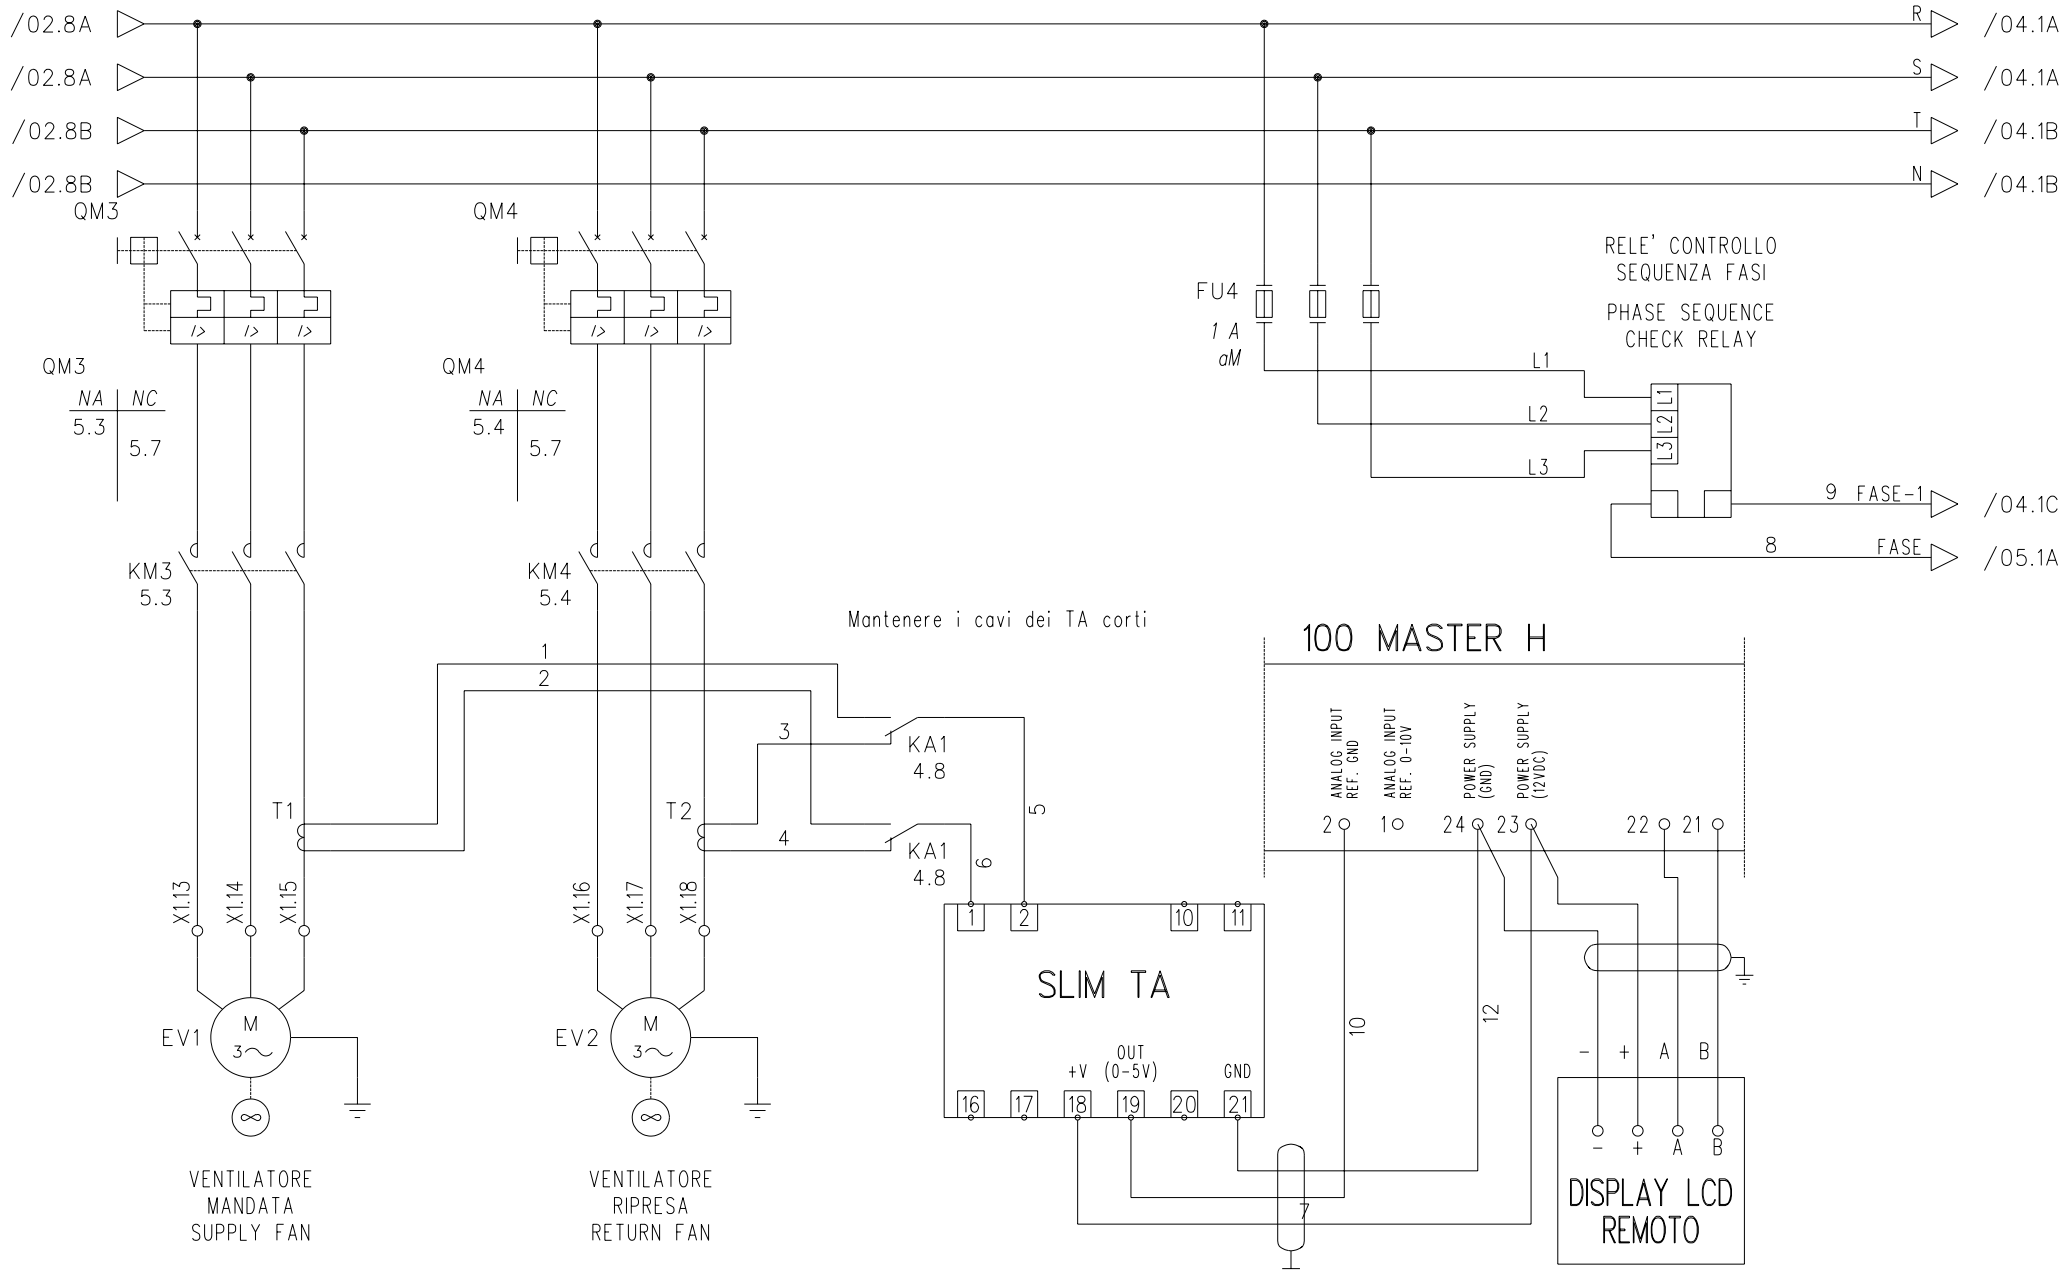 /02.8A
R
/04.1A
/02.8A
S
/04.1A
/02.8B
T
/04.1B
/02.8B
N
/04.1B
QM3
QM4
I>
I>
I>
I>
I>
I>
QM3
NA NC
5.3
5.7
QM4
NA NC
5.4
5.7
FU4
1 A
aM
RELE' CONTROLLO
SEQUENZA FASI
PHASE SEQUENCE
CHECK RELAY
L1
L2
L3
L1
L2
L3
9 FASE-1
/04.1C
8 FASE
/05.1A
KM3
5.3
KM4
5.4
Mantenere i cavi dei TA corti
1
2
3
4
KA1
4.8
KA1
4.8
5
6
T1
T2
X1.13
X1.14
X1.15
X1.16
X1.17
X1.18
EV1
M
3~
EV2
M
3~
VENTILATORE
MANDATA
SUPPLY FAN
VENTILATORE
RIPRESA
RETURN FAN
100 MASTER H
ANALOG INPUT
REF. GND
ANALOG INPUT
REF. 0-10V
POWER SUPPLY
(GND)
POWER SUPPLY
(12VDC)
2
1
24
23
22
21
1
2
10
11
SLIM TA
+V
OUT
(0-5V)
GND
16
17
18
19
20
21
10
12
7
-
+
A
B
-
+
A
B
DISPLAY LCD
REMOTO